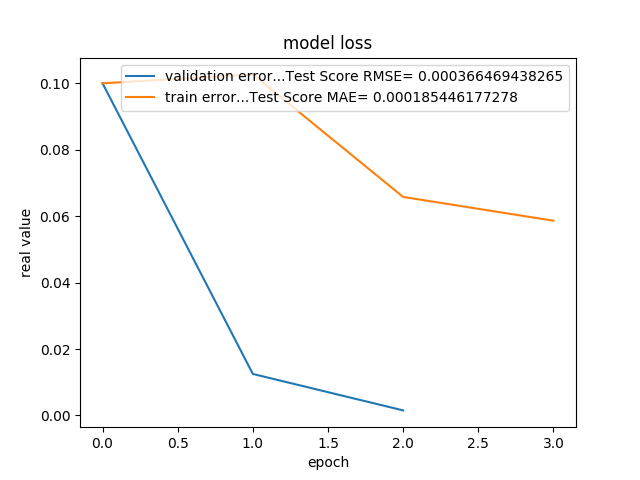 model loss
validation error...Test Score RMSE= 0.000366469438265
train error...Test Score MAE= 0.000185446177278
real value
0.10
0.08
0.06
0.04
0.02
0.00
0.0 0.5 1.0 1.5 2.0 2.5 3.0
epoch